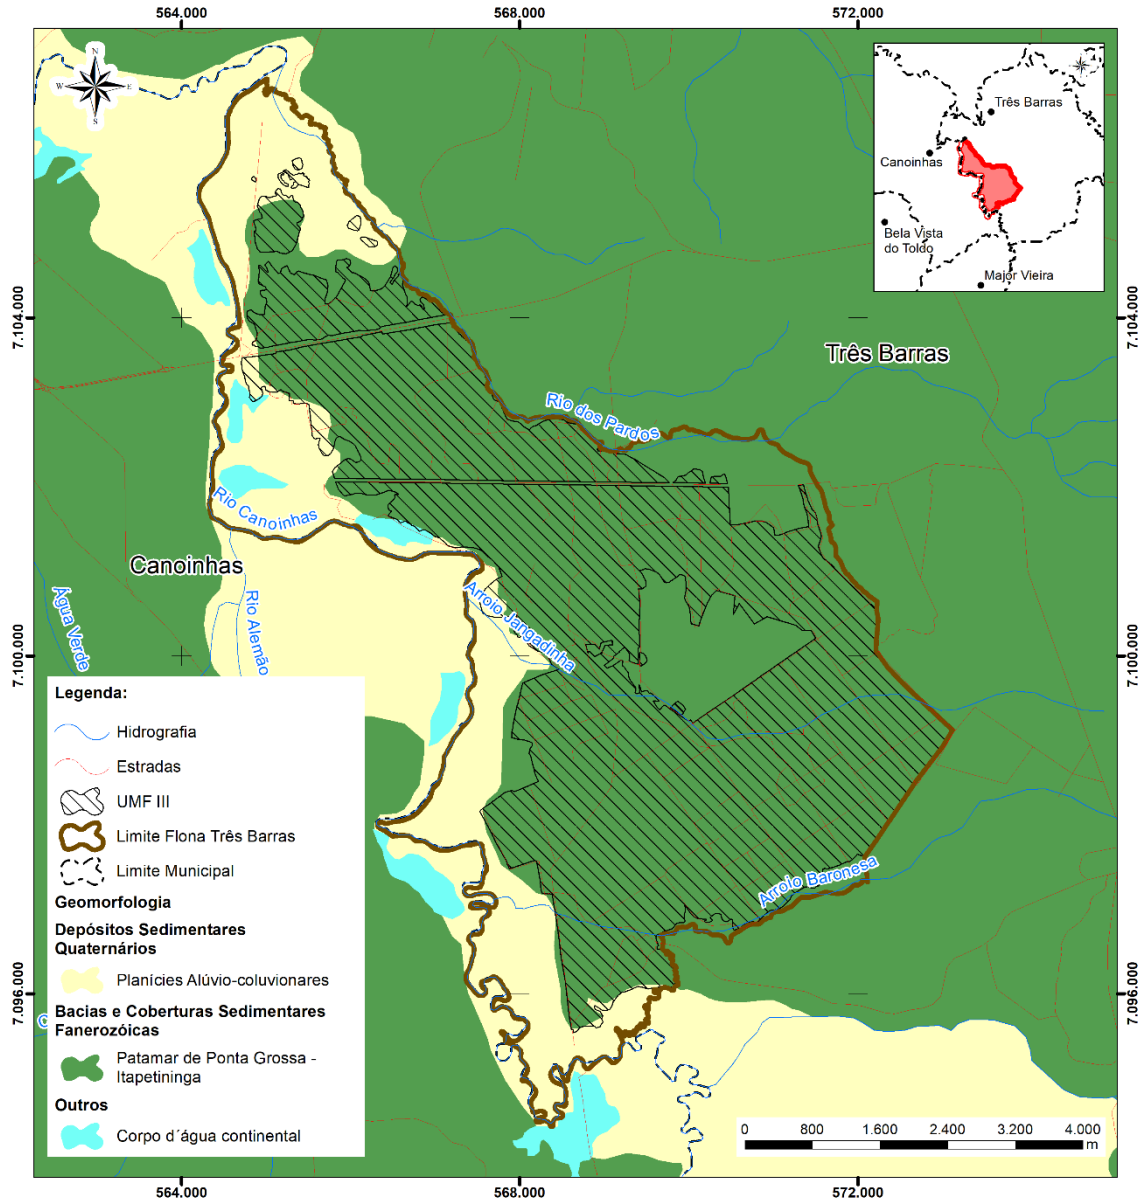 564.000
568.000
572.000
N
W
E
S
Três Barras
Canoinhas
Bela Vista
do Toldo
Major Vieira
7.104.000
7.104.000
Três Barras
Rio dos Pardos
Rio Canoinhas
Canoinhas
Arroio Jangadinha
Água Verde
Rio Alemão
7.100.000
7.100.000
Legenda:
Hidrografia
Estradas
UMF III
Limite Flona Três Barras
Limite Municipal
Geomorfologia
Depósitos Sedimentares
Quaternários
Planícies Alúvio-coluvionares
Bacias e Coberturas Sedimentares
Fanerozóicas
Patamar de Ponta Grossa -
Itapetininga
Outros
Corpo d´água continental
Arroio Baronesa
7.096.000
7.096.000
0 800 1.600 2.400 3.200 4.000
m
564.000
568.000
572.000